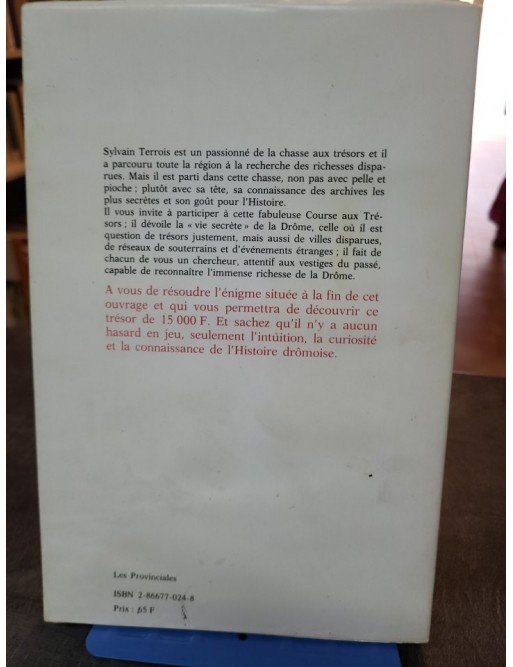 Sylvain Terrois est un passionné de la chasse aux trésors et il
a parcouru toute la région à la recherche des richesses dispa-
rues. Mais il est parti dans cette chasse, non pas avec pelle et
pioche ; plutôt avec sa tête, sa connaissance des archives les
plus secrètes et son goût pour l'Histoire.
Il vous invite à participer à cette fabuleuse Course aux Tré-
sors ; il dévoile la « vie secrète » de la Drôme, celle où il est
question de trésors justement, mais aussi de villes disparues,
de réseaux de souterrains et d'événements étranges ; il fait de
chacun de vous un chercheur, attentif aux vestiges du passé,
capable de reconnaître l'immense richesse de la Drôme.
A vous de résoudre l'énigme située à la fin de cet
ouvrage et qui vous permettra de découvrir ce
trésor de 15 000 F. Et sachez qu'il n'y a aucun
hasard en jeu, seulement l'intùition, la curiosité
et la connaissance de l'Histoire drômoise.
Les Provinciales
ISBN 2-86677-024-8
Prix : 65 F